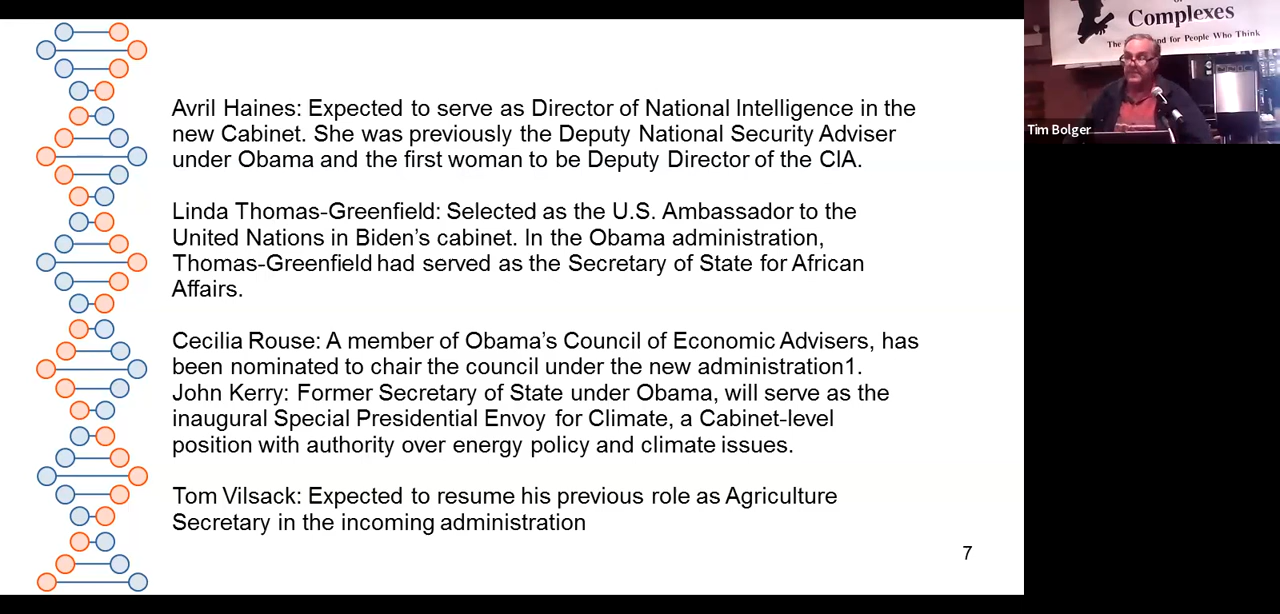 Avril Haines: Expected to serve as Director of National Intelligence in the
new Cabinet. She was previously the Deputy National Security Adviser
under Obama and the first woman to be Deputy Director of the CIA.
Linda Thomas-Greenfield: Selected as the U.S. Ambassador to the
United Nations in Biden’s cabinet. In the Obama administration,
Thomas-Greenfield had served as the Secretary of State for African
Affairs.
Cecilia Rouse: A member of Obama’s Council of Economic Advisers, has
been nominated to chair the council under the new administration1.
John Kerry: Former Secretary of State under Obama, will serve as the
inaugural Special Presidential Envoy for Climate, a Cabinet-level
position with authority over energy policy and climate issues.
Tom Vilsack: Expected to resume his previous role as Agriculture
Secretary in the incoming administration
7
Complexes
The nd for People Who Think
Tim Bolger